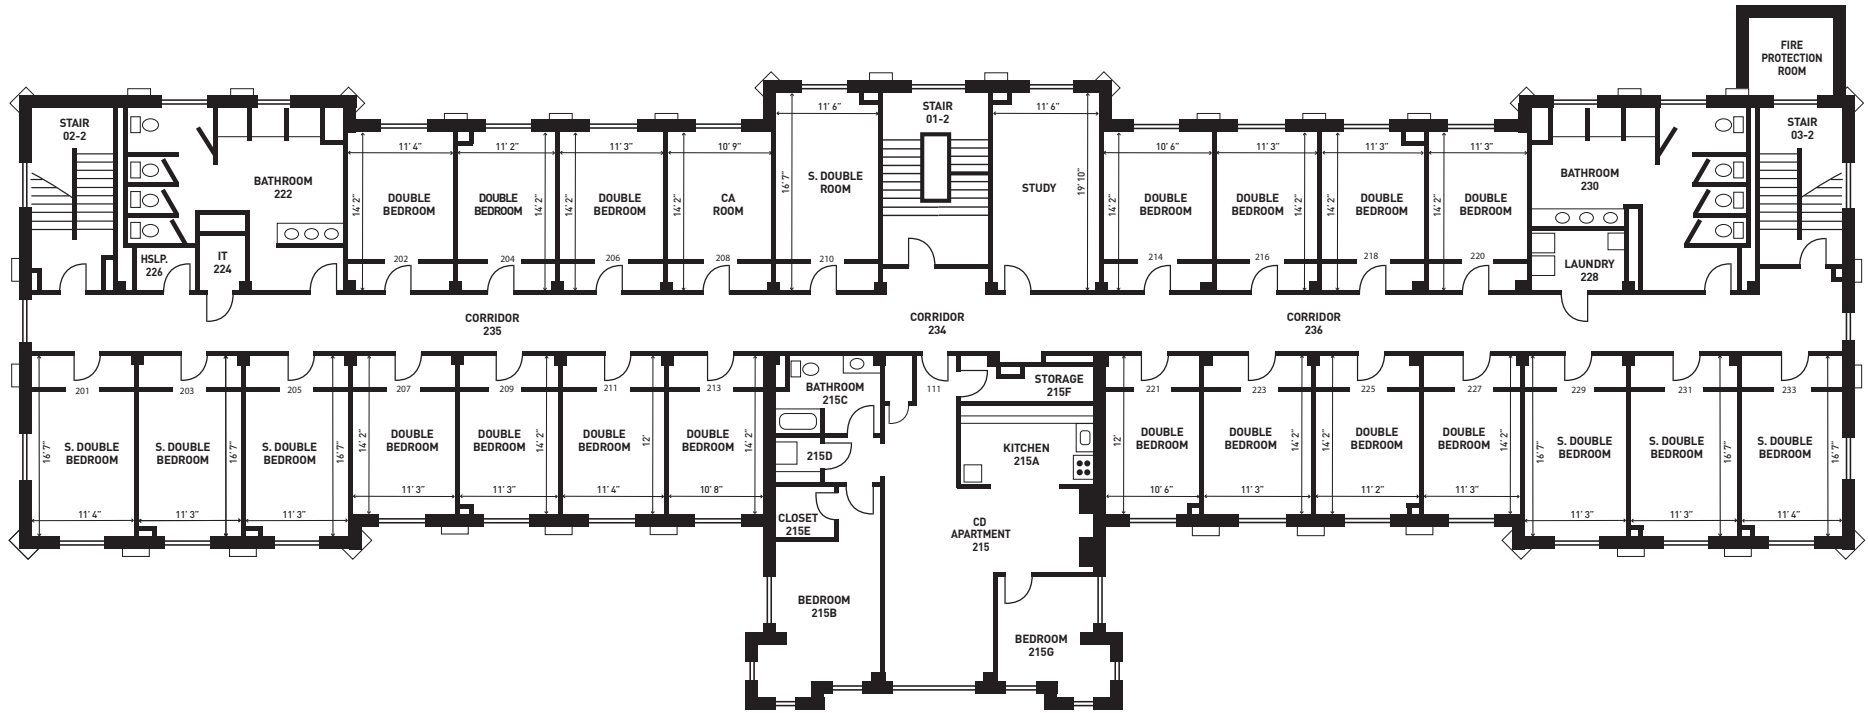 FIRE
PROTECTION
ROOM
STAIR
02-2
11' 6"
STAIR
01-2
11' 6"
STAIR
03-2
11' 4"
11' 2"
11' 3"
10' 9"
10' 6"
11' 3"
11' 3"
11' 3"
BATHROOM
222
14' 2"
DOUBLE
BEDROOM
DOUBLE
BEDROOM
14' 2"
14' 2"
DOUBLE
BEDROOM
14' 2"
CA
ROOM
16' 7"
S. DOUBLE
ROOM
STUDY
19' 10"
14' 2"
DOUBLE
BEDROOM
DOUBLE
BEDROOM
14' 2"
14' 2"
DOUBLE
BEDROOM
14' 2"
DOUBLE
BEDROOM
BATHROOM
230
HSLP.
226
IT
224
202
204
206
208
210
214
216
218
220
LAUNDRY
228
CORRIDOR
235
CORRIDOR
234
CORRIDOR
236
201
203
205
207
209
211
213
211
BATHROOM
215C
111
STORAGE
215F
221
223
225
227
229
231
233
16' 7"
S. DOUBLE
BEDROOM
S. DOUBLE
BEDROOM
16' 7"
S. DOUBLE
BEDROOM
16' 7"
14' 2"
DOUBLE
BEDROOM
DOUBLE
BEDROOM
14' 2"
DOUBLE
BEDROOM
12'
DOUBLE
BEDROOM
14' 2"
215D
KITCHEN
215A
12'
DOUBLE
BEDROOM
DOUBLE
BEDROOM
14' 2"
14' 2"
DOUBLE
BEDROOM
DOUBLE
BEDROOM
14' 2"
16' 7"
S. DOUBLE
BEDROOM
S. DOUBLE
BEDROOM
16' 7"
S. DOUBLE
BEDROOM
16' 7"
11' 3"
11' 3"
11' 4"
10' 8"
10' 6"
11' 3"
11' 2"
11' 3"
11' 4"
11' 3"
11' 3"
CLOSET
215E
CD
APARTMENT
215
11' 3"
11' 3"
11' 4"
BEDROOM
215B
BEDROOM
215G